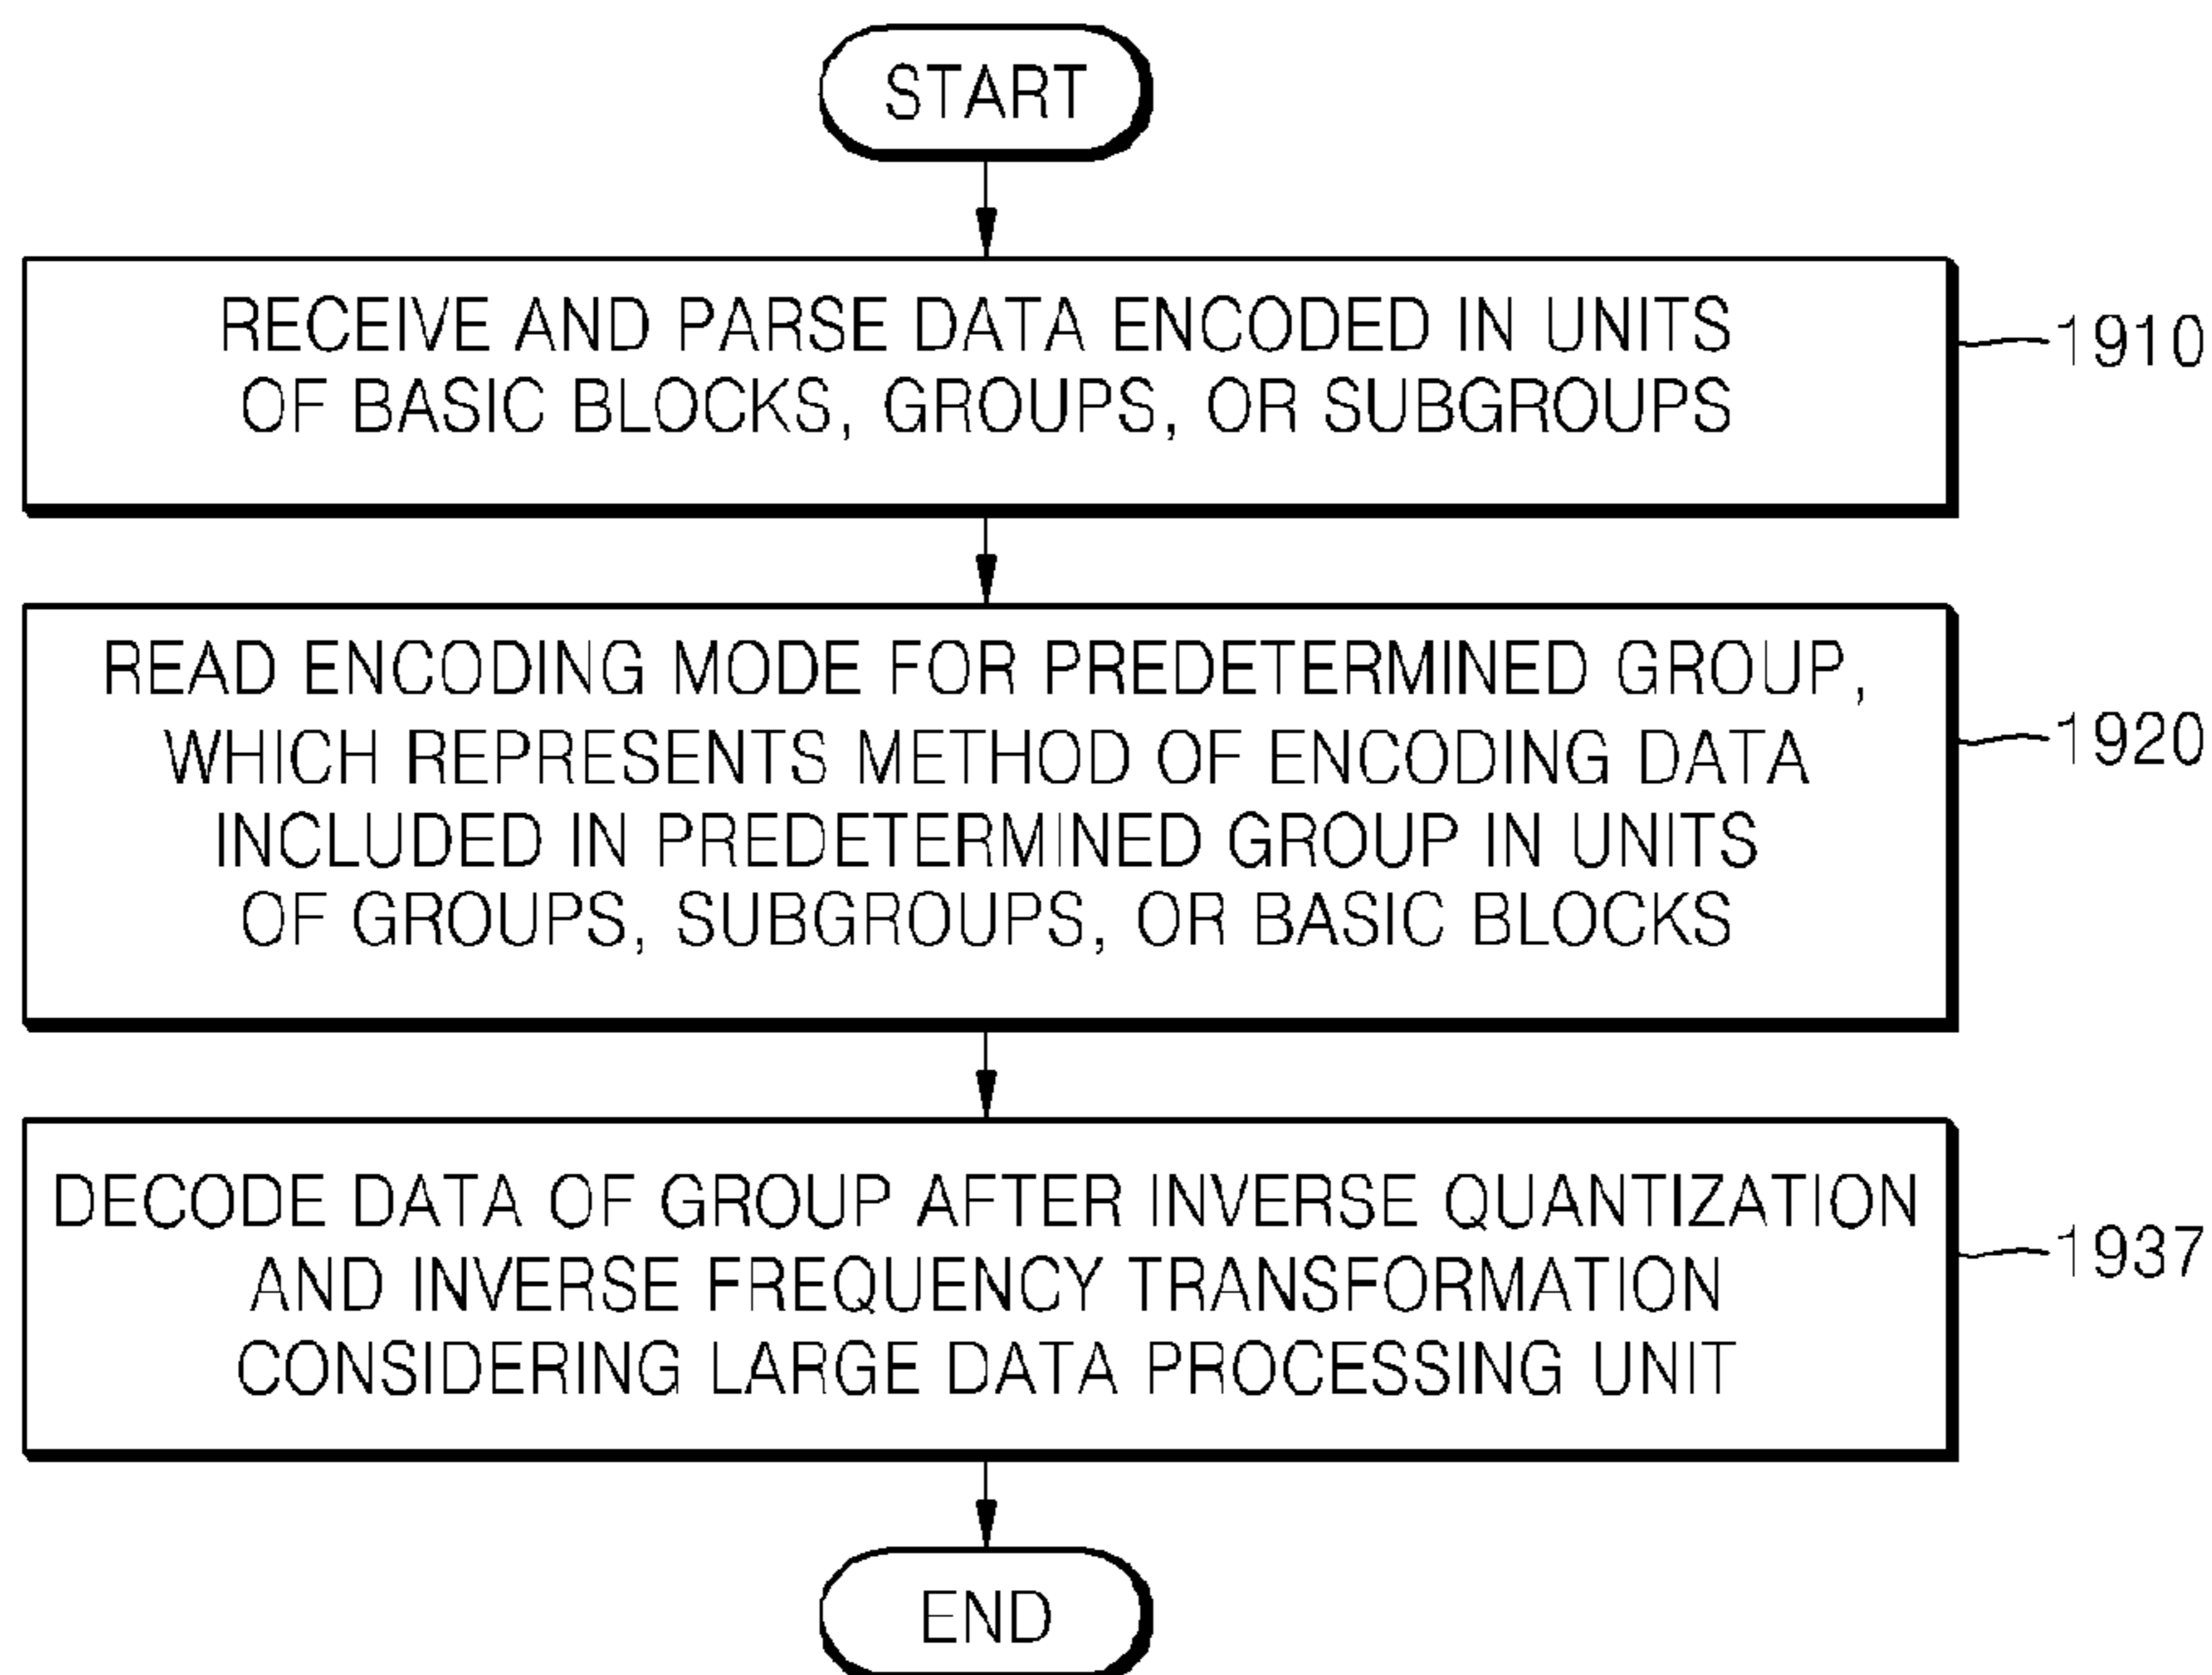 START
RECEIVE AND PARSE DATA ENCODED IN UNITS
OF BASIC BLOCKS, GROUPS, OR SUBGROUPS
1910
READ ENCODING MODE FOR PREDETERMINED GROUP,
WHICH REPRESENTS METHOD OF ENCODING DATA
INCLUDED IN PREDETERMINED GROUP IN UNITS
OF GROUPS, SUBGROUPS, OR BASIC BLOCKS
1920
DECODE DATA OF GROUP AFTER INVERSE QUANTIZATION
AND INVERSE FREQUENCY TRANSFORMATION
CONSIDERING LARGE DATA PROCESSING UNIT
1937
END